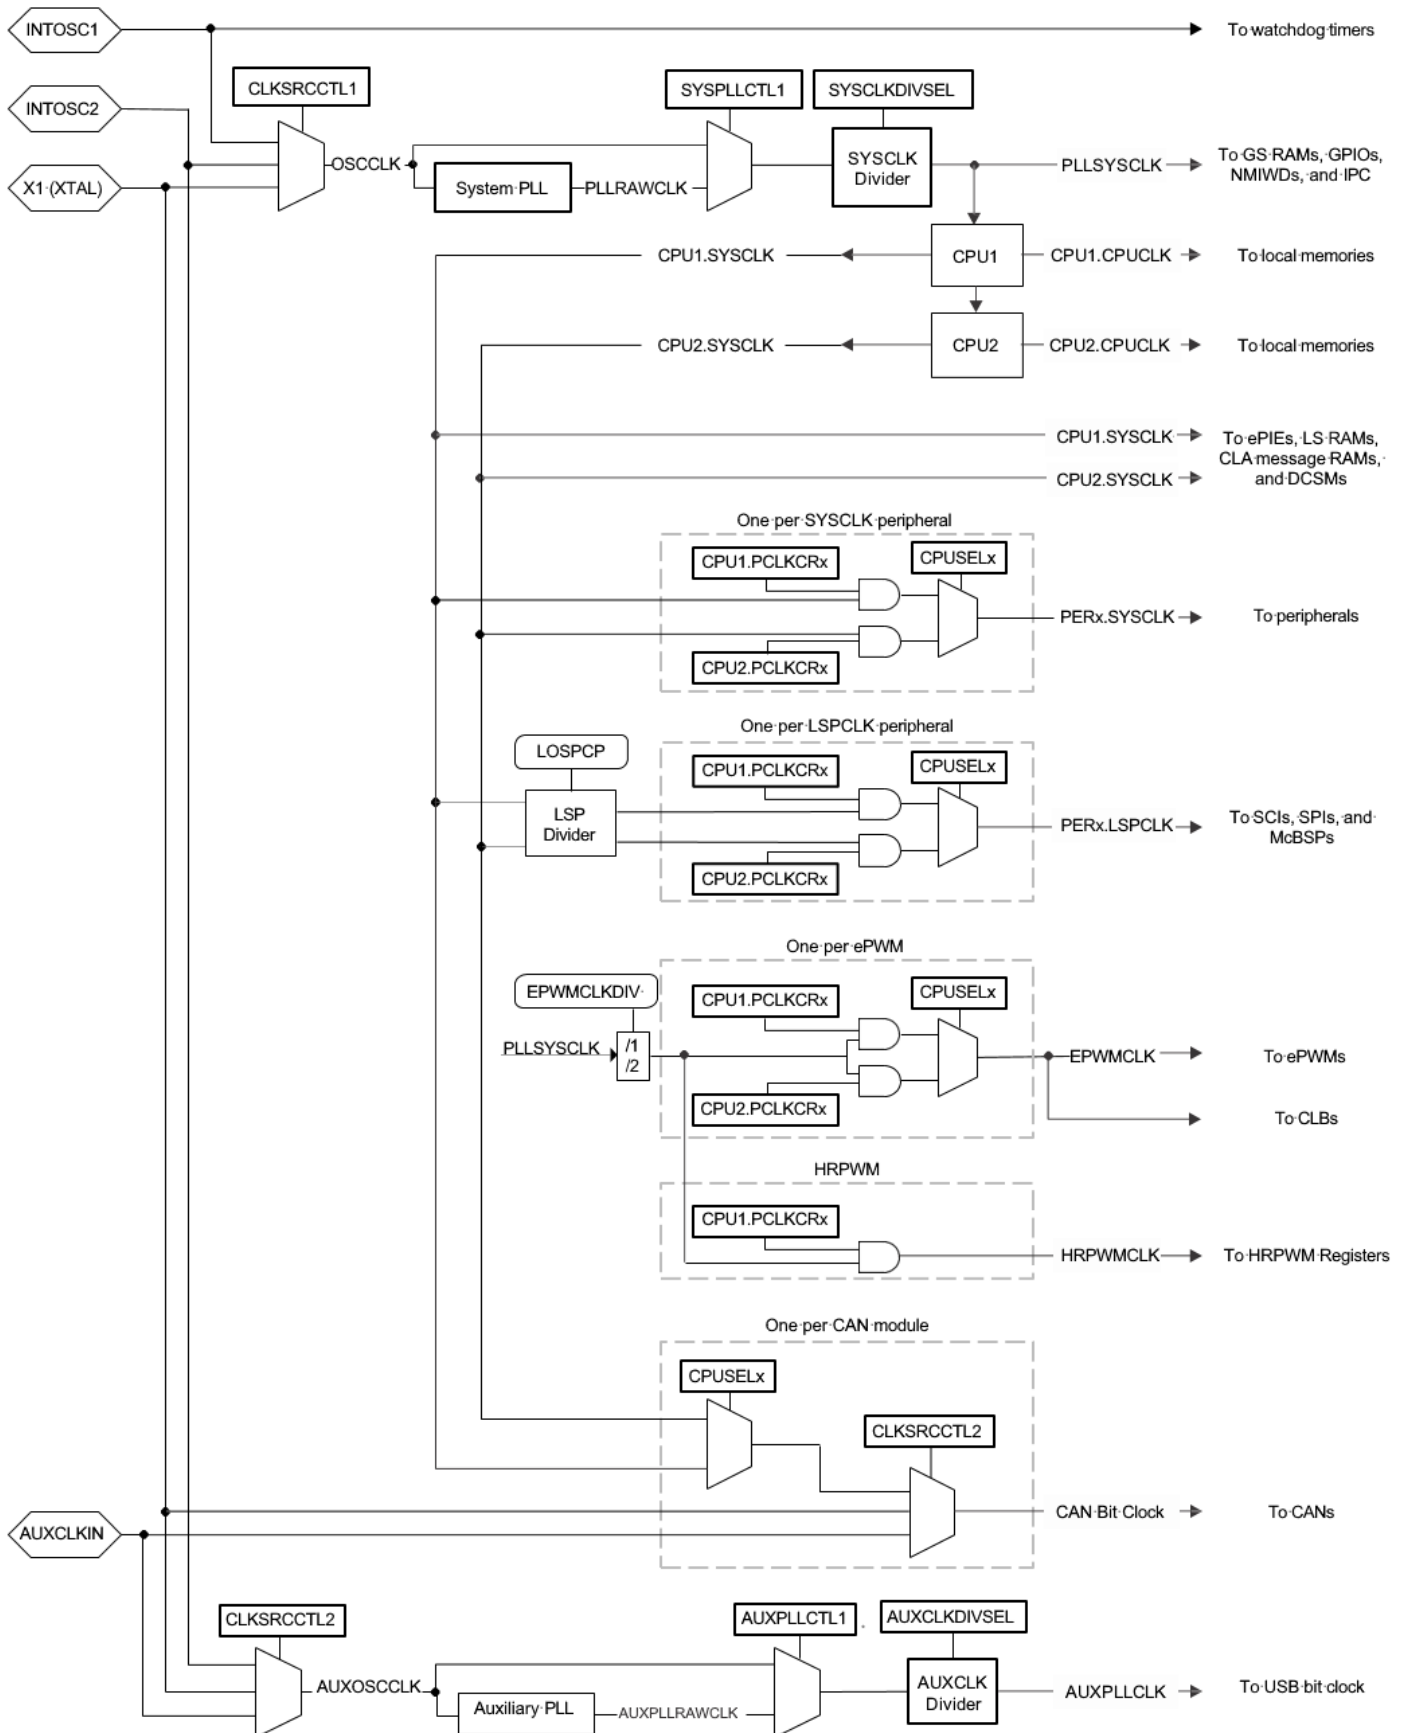 INTOSC1
To watchdog timers
CLKSRCCTL1
SYSPLLCTL1
SYSCLKDIVSEL
INTOSC2
OSCCLK
System PLL
PLLRAWCLK
SYSCLK
Divider
PLLSYSCLK
To GS RAMs, GPIOs,
NMIWDs, and IPC
X1 (XTAL)
CPU1.SYSCLK
CPU1
CPU1.CPUCLK
To local memories
CPU2.SYSCLK
CPU2
CPU2.CPUCLK
To local memories
CPU1.SYSCLK
CPU2.SYSCLK
To ePIEs, LS RAMs,
CLA message RAMs,
and DCSMs
One per SYSCLK peripheral
CPU1.PCLKCRx
CPUSELx
PERx.SYSCLK
To peripherals
CPU2.PCLKCRx
One per LSPCLK peripheral
LOSPCP
CPU1.PCLKCRx
CPUSELx
LSP
Divider
PERx.LSPCLK
To SCIs, SPIs, and
McBSPs
CPU2.PCLKCRx
One per ePWM
EPWMCLKDIV
CPU1.PCLKCRx
CPUSELx
PLLSYSCLK
/1
/2
EPWMCLK
To ePWMs
CPU2.PCLKCRx
To CLBs
HRPWM
CPU1.PCLKCRx
HRPWMCLK
To HRPWM Registers
One per CAN module
CPUSELx
CLKSRCCTL2
CAN Bit Clock
To CANs
AUXCLKIN
CLKSRCCTL2
AUXPLLCTL1
AUXCLKDIVSEL
AUXOSCCLK
Auxiliary PLL
AUXPLLRAWCLK
AUXCLK
Divider
AUXPLLCLK
To USB bit clock